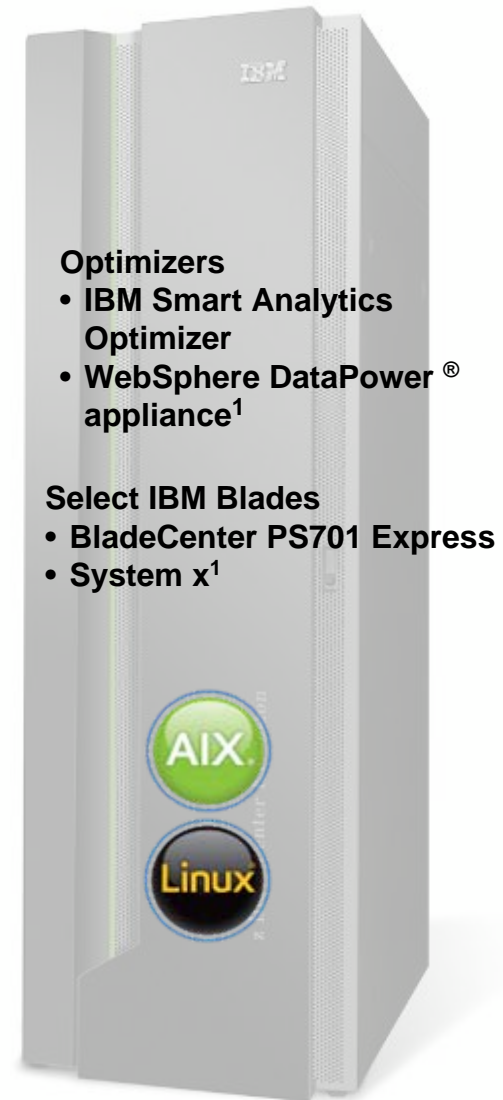 IBM
Optimizers
• IBM Smart Analytics
Optimizer
• WebSphere DataPower ®
appliance¹
Select IBM Blades
• BladeCenter PS701 Express
• System x¹
AIX.
Linux